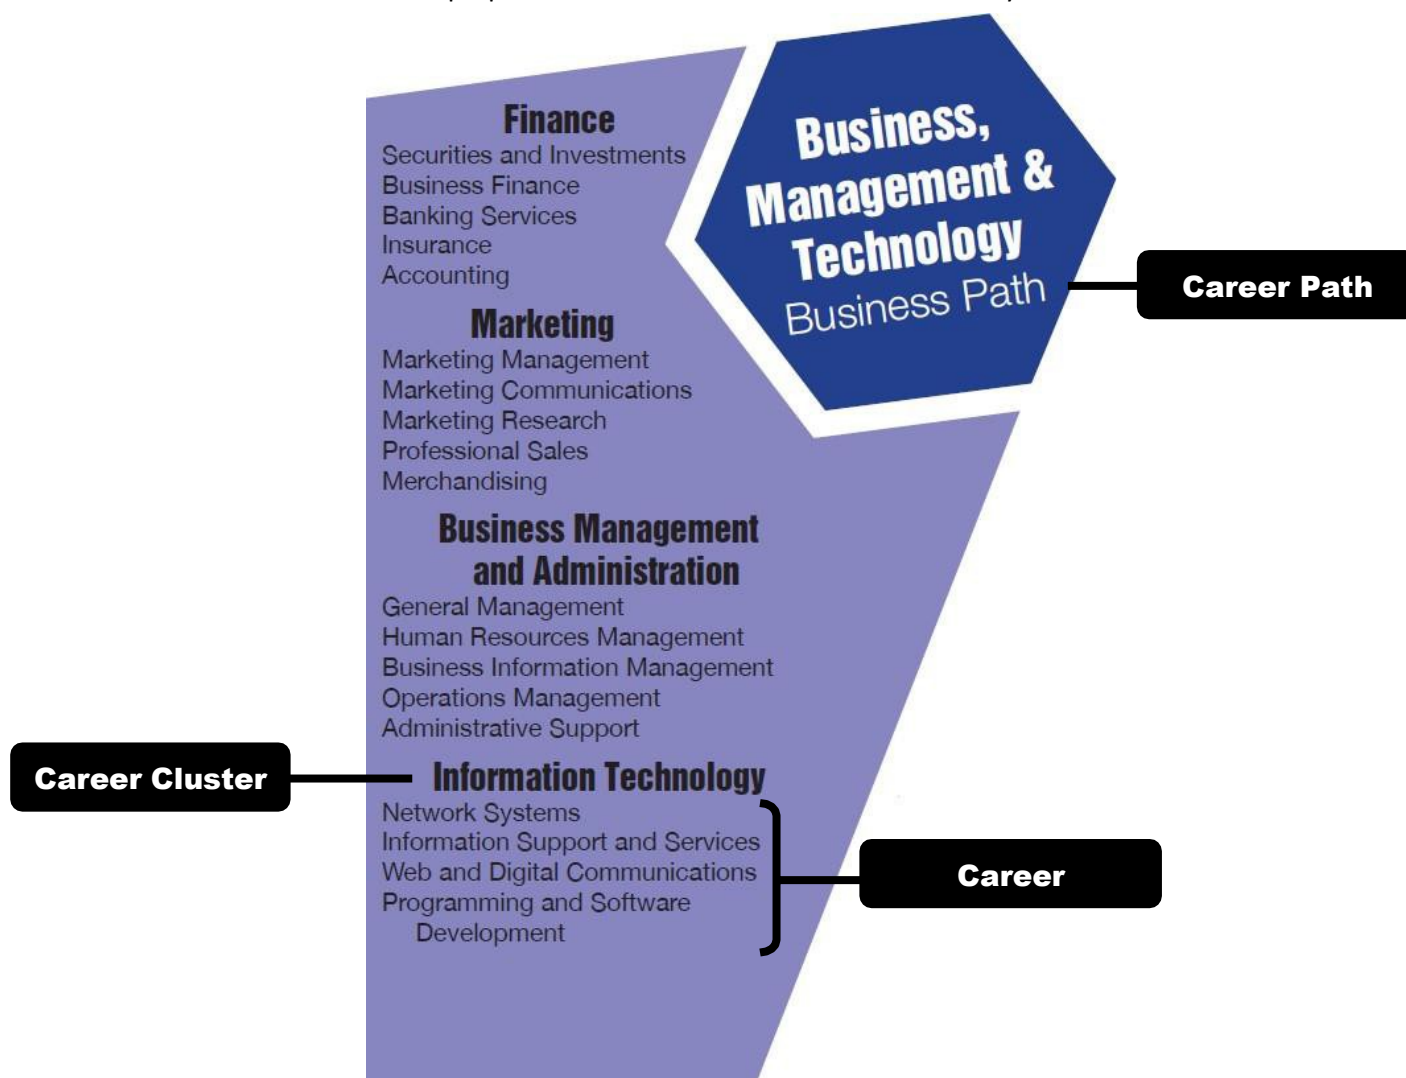 Finance
Securities and Investments
Business Finance
Banking Services
Insurance
Accounting
Marketing
Marketing Management
Marketing Communications
Marketing Research
Professional Sales
Merchandising
Business Management
and Administration
General Management
Human Resources Management
Business Information Management
Operations Management
Administrative Support
Information Technology
Network Systems
Information Support and Services
Web and Digital Communications
Programming and Software
Development
Business,
Management &
Technology
Business Path
Career Path
Career Cluster
Career